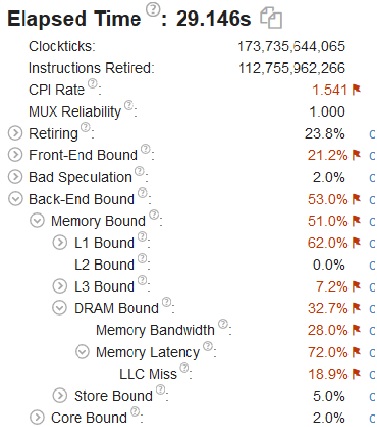 Elapsed Time ?: 29.146s
Clockticks: 173,735,644,065
Instructions Retired: 112,755,962,266
CPI Rate ?: 1.541
MUX Reliability ?: 1.000
Retiring ?: 23.8%
Front-End Bound ?: 21.2%
Bad Speculation ?: 2.0%
Back-End Bound ?: 53.0%
Memory Bound ?: 51.0%
L1 Bound ?: 62.0%
L2 Bound ?: 0.0%
L3 Bound ?: 7.2%
DRAM Bound ?: 32.7%
Memory Bandwidth ?: 28.0%
Memory Latency ?: 72.0%
LLC Miss ?: 18.9%
Store Bound ?: 5.0%
Core Bound ?: 2.0%